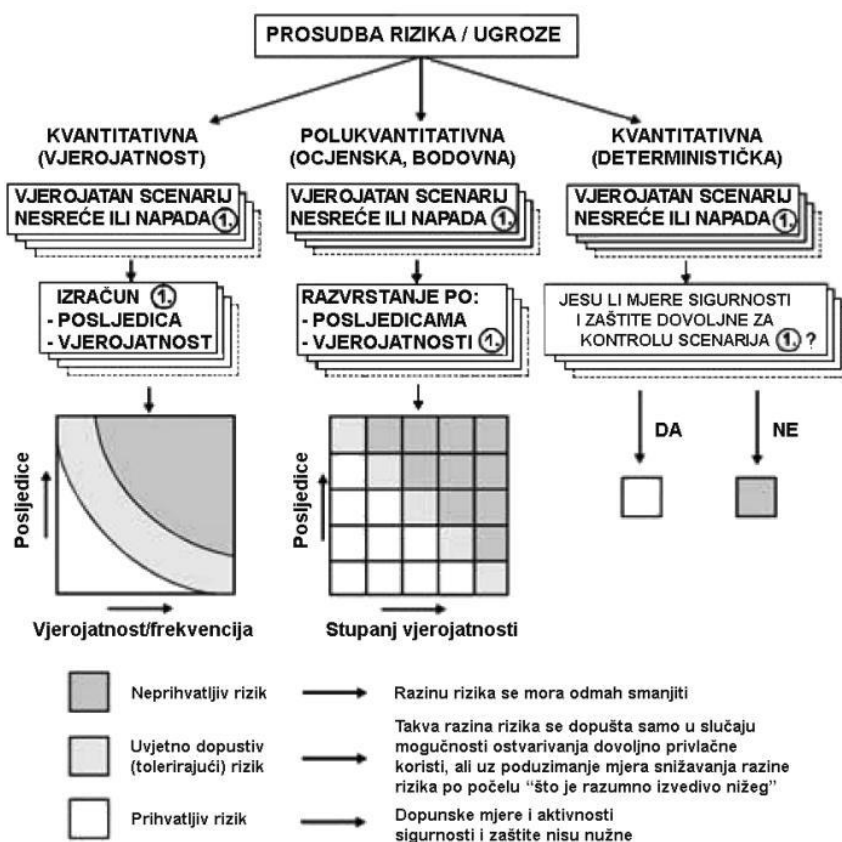 PROSUDBA RIZIKA / UGROZE
KVANTITATIVNA
(VJEROJATNOST)
VJEROJATAN SCENARIJ
NESREĆE ILI NAPADA 1.
IZRAČUN 1.
- POSLJEDICA
- VJEROJATNOST
Posljedice
Vjerojatnost/frekvencija
POLUKVANTITATIVNA
(OCJENSKA, BODOVNA)
VJEROJATAN SCENARIJ
NESREĆE ILI NAPADA 1.
RAZVRSTANJE PO:
- POSLJEDICAMA
- VJEROJATNOSTI 1.
Posljedice
Stupanj vjerojatnosti
KVANTITATIVNA
(DETERMINISTIČKA)
VJEROJATAN SCENARIJ
NESREĆE ILI NAPADA 1.
JESU LI MJERE SIGURNOSTI
I ZAŠTITE DOVOLJNE ZA
KONTROLU SCENARIJA 1. ?
DA
NE
Neprihvatljiv rizik
Razinu rizika se mora odmah smanjiti
Uvjetno dopustiv
(tolerirajući) rizik
Takva razina rizika se dopušta samo u slučaju
mogučnosti ostvarivanja dovoljno privlačne
koristi, ali uz poduzimanje mjera snižavanja razine
rizika po počelu “što je razumno izvedivo nižeg”
Prihvatljiv rizik
Dopunske mjere i aktivnosti
sigurnosti i zaštite nisu nužne